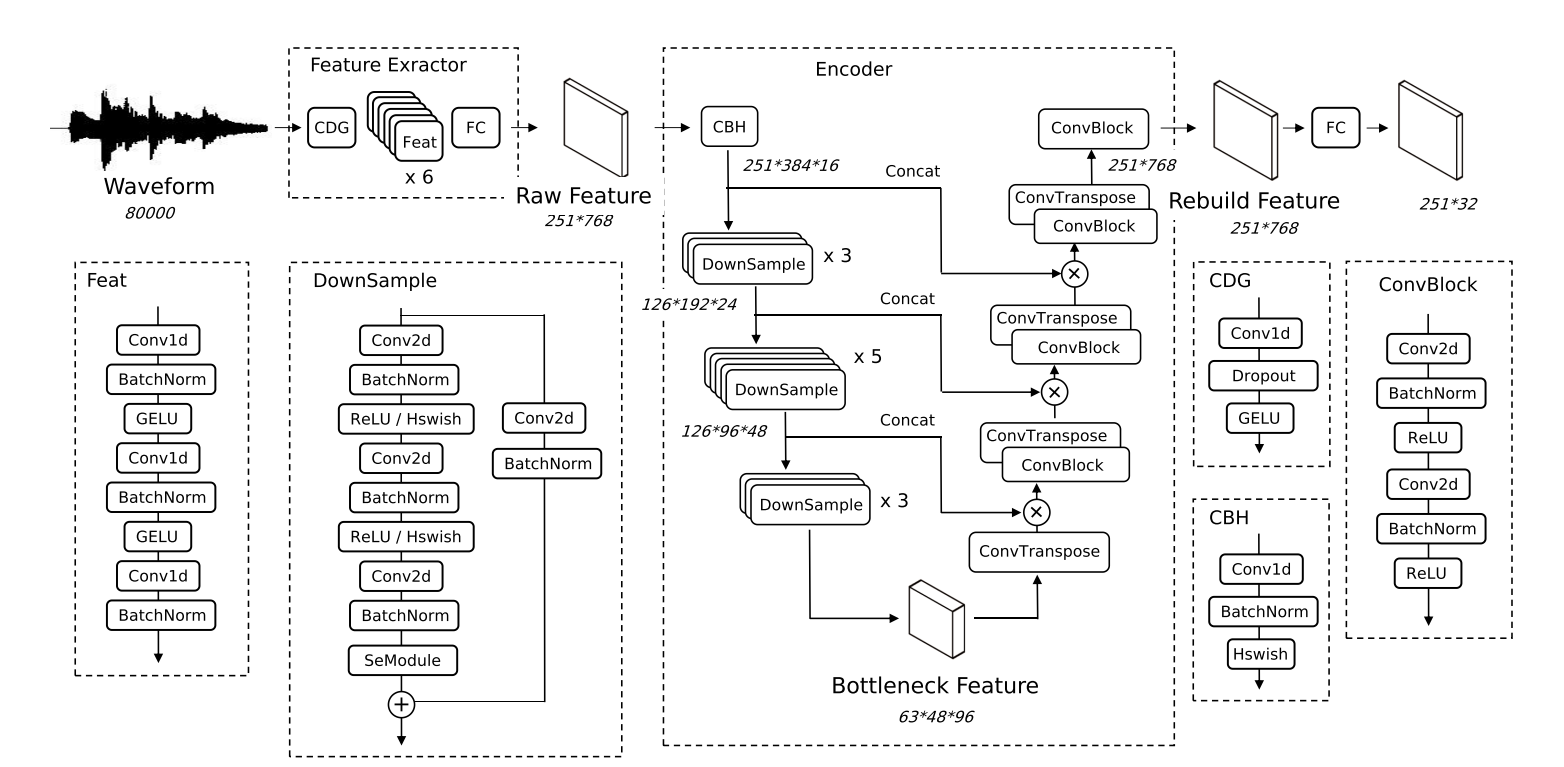 Feature Exractor
CDG
Feat
FC
x 6
Waveform
80000
Raw Feature
251*768
Encoder
CBH
251*384*16
Concat
DownSample
x 3
126*192*24
Concat
DownSample
x 5
126*96*48
Concat
DownSample
x 3
Bottleneck Feature
63*48*96
ConvTranspose
×
ConvTranspose
ConvBlock
×
ConvTranspose
ConvBlock
×
ConvTranspose
ConvBlock
251*768
ConvBlock
Rebuild Feature
251*768
FC
251*32
Feat
Conv1d
BatchNorm
GELU
Conv1d
BatchNorm
GELU
Conv1d
BatchNorm
DownSample
Conv2d
BatchNorm
ReLU / Hswish
Conv2d
BatchNorm
ReLU / Hswish
Conv2d
BatchNorm
SeModule
+
Conv2d
BatchNorm
CDG
Conv1d
Dropout
GELU
CBH
Conv1d
BatchNorm
Hswish
ConvBlock
Conv2d
BatchNorm
ReLU
Conv2d
BatchNorm
ReLU